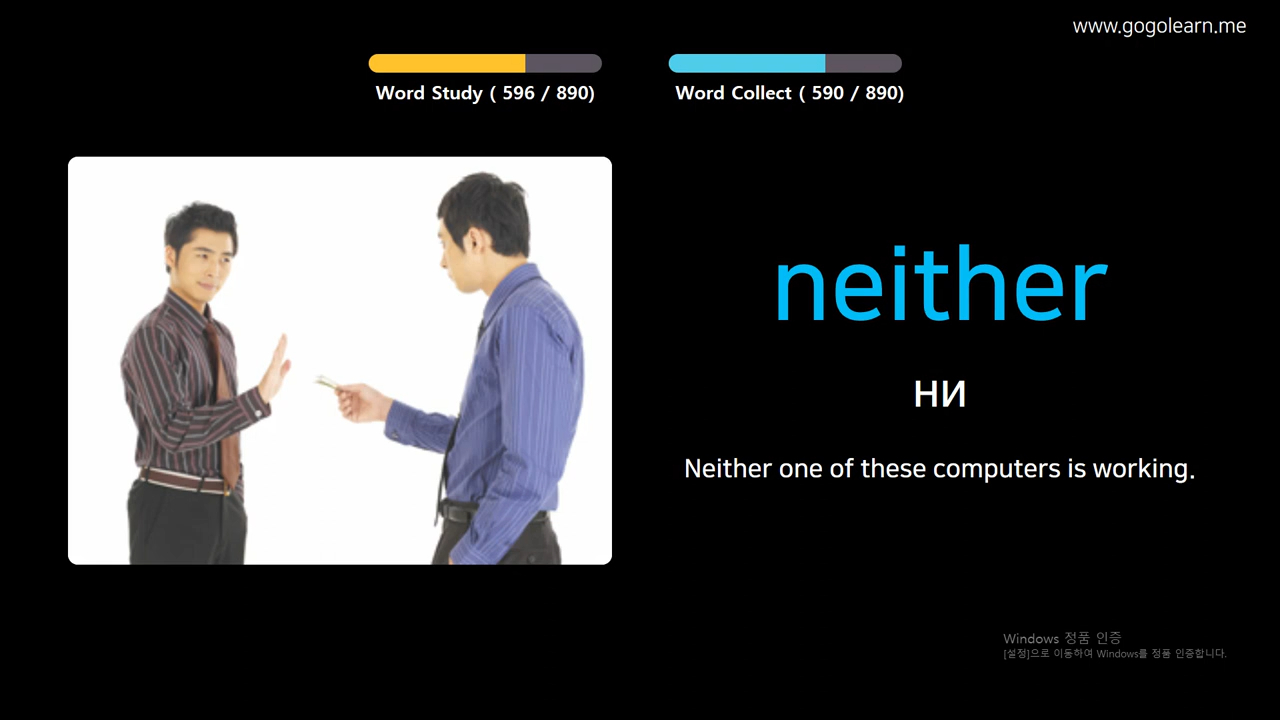 www.gogolearn.me
Word Study ( 596 / 890)
Word Collect ( 590 / 890)
neither
ни
Neither one of these computers is working.
Windows 정품 인증
[설정]으로 이동하여 Windows를 정품 인증합니다.